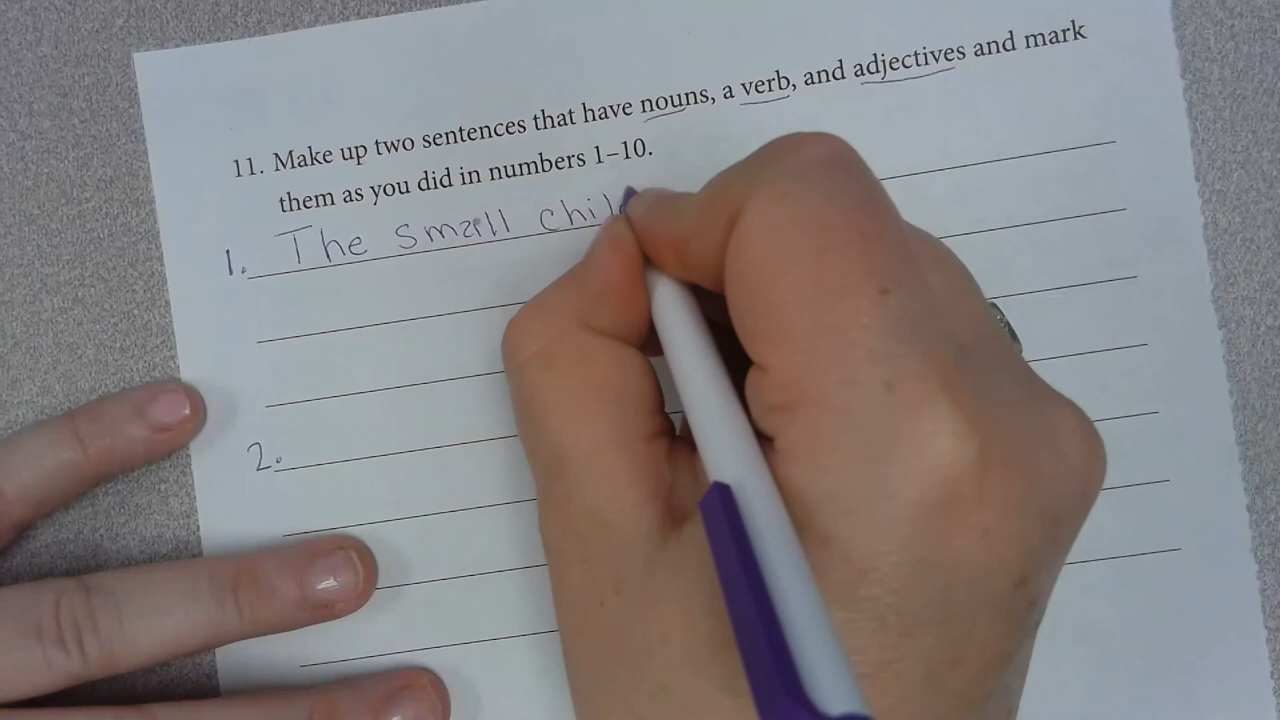 11. Make up two sentences that have nouns, a verb, and adjectives and mark
them as you did in numbers 1–10.
1. The small chil
2.